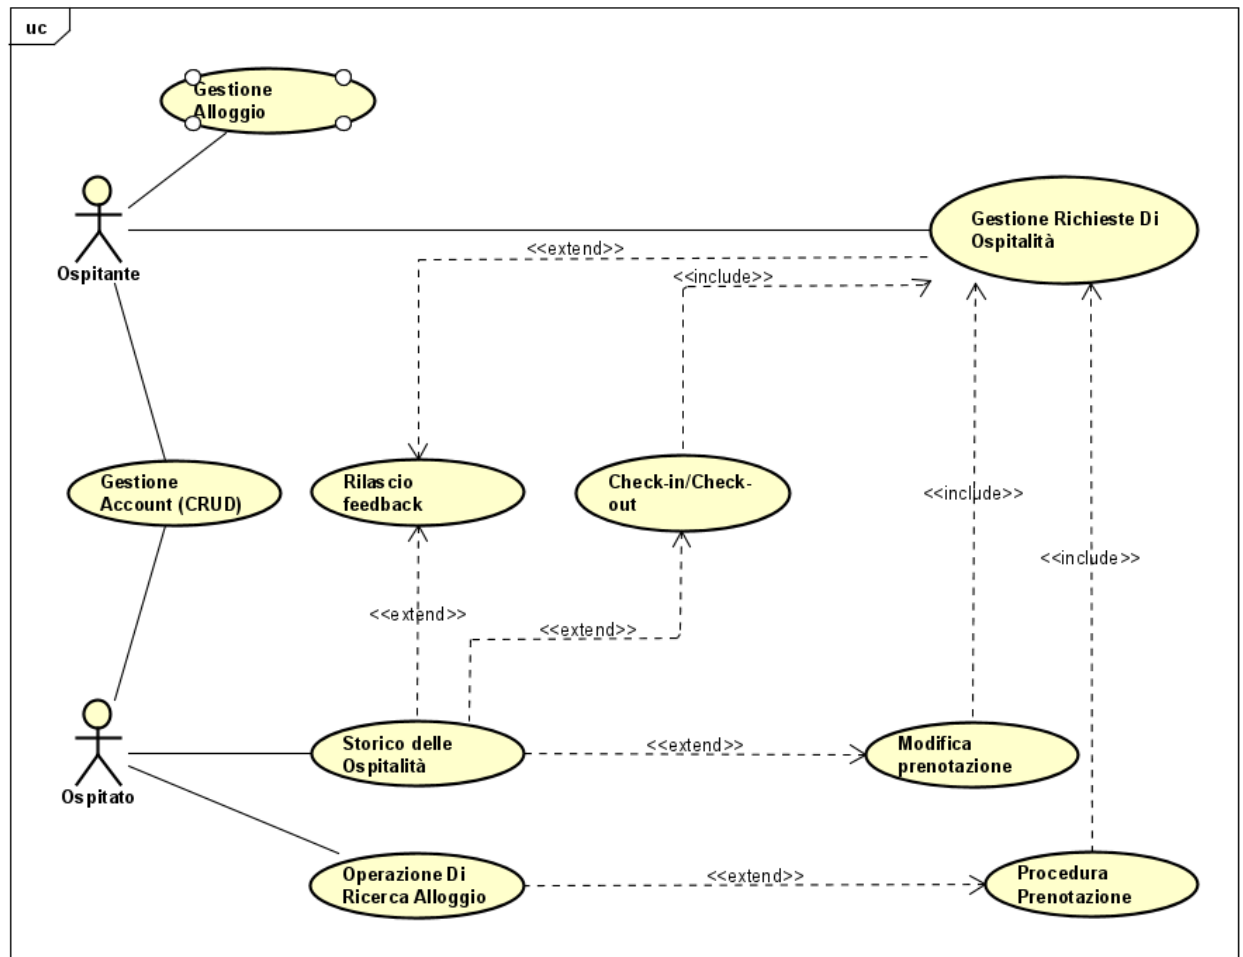 uc
Gestione
Alloggio
Gestione Richieste Di
Ospitalità
<<extend>>
Ospitante
<<include>>
Gestione
Account (CRUD)
Rilascio
feedback
Check-in/Check-
out
<<include>>
<<include>>
<<extend>>
<<extend>>
Storico delle
Ospitalità
<<extend>>
Modifica
prenotazione
Ospitato
Operazione Di
Ricerca Alloggio
<<extend>>
Procedura
Prenotazione